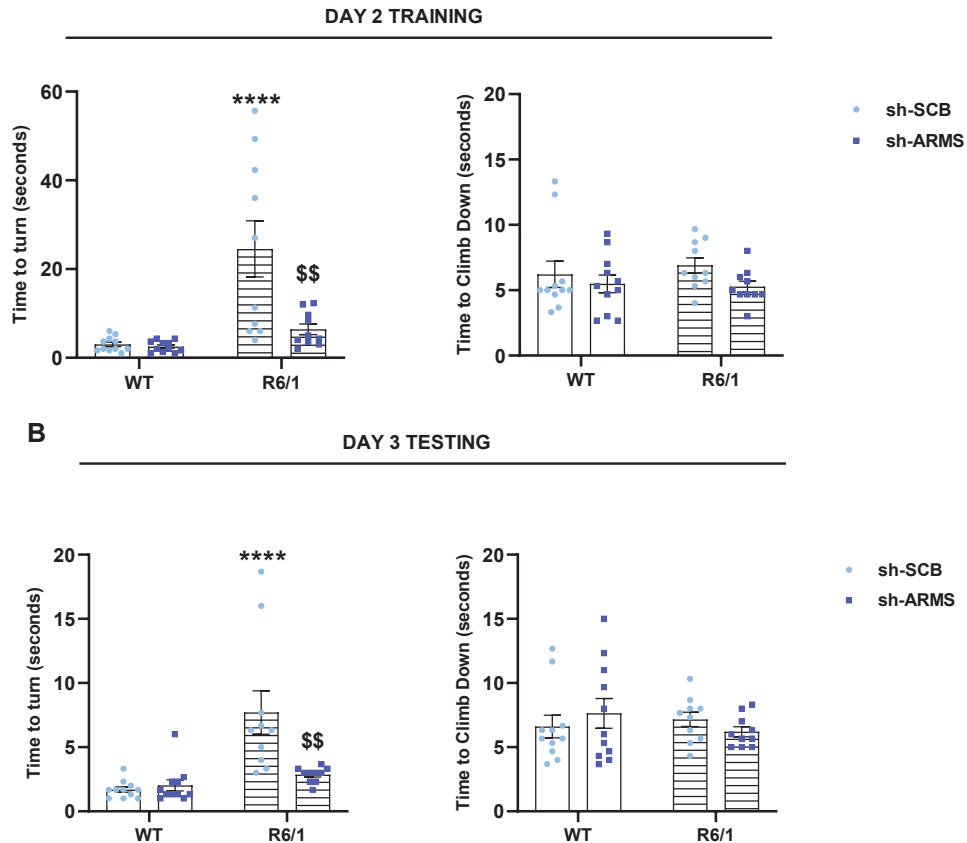 DAY 2 TRAINING
Time to turn (seconds)
60
40
20
0
****
$$
WT
R6/1
Time to Climb Down (seconds)
20
15
10
5
0
WT
R6/1
sh-SCB
sh-ARMS
B
DAY 3 TESTING
Time to turn (seconds)
20
15
10
5
0
****
$$
WT
R6/1
Time to Climb Down (seconds)
20
15
10
5
0
WT
R6/1
sh-SCB
sh-ARMS